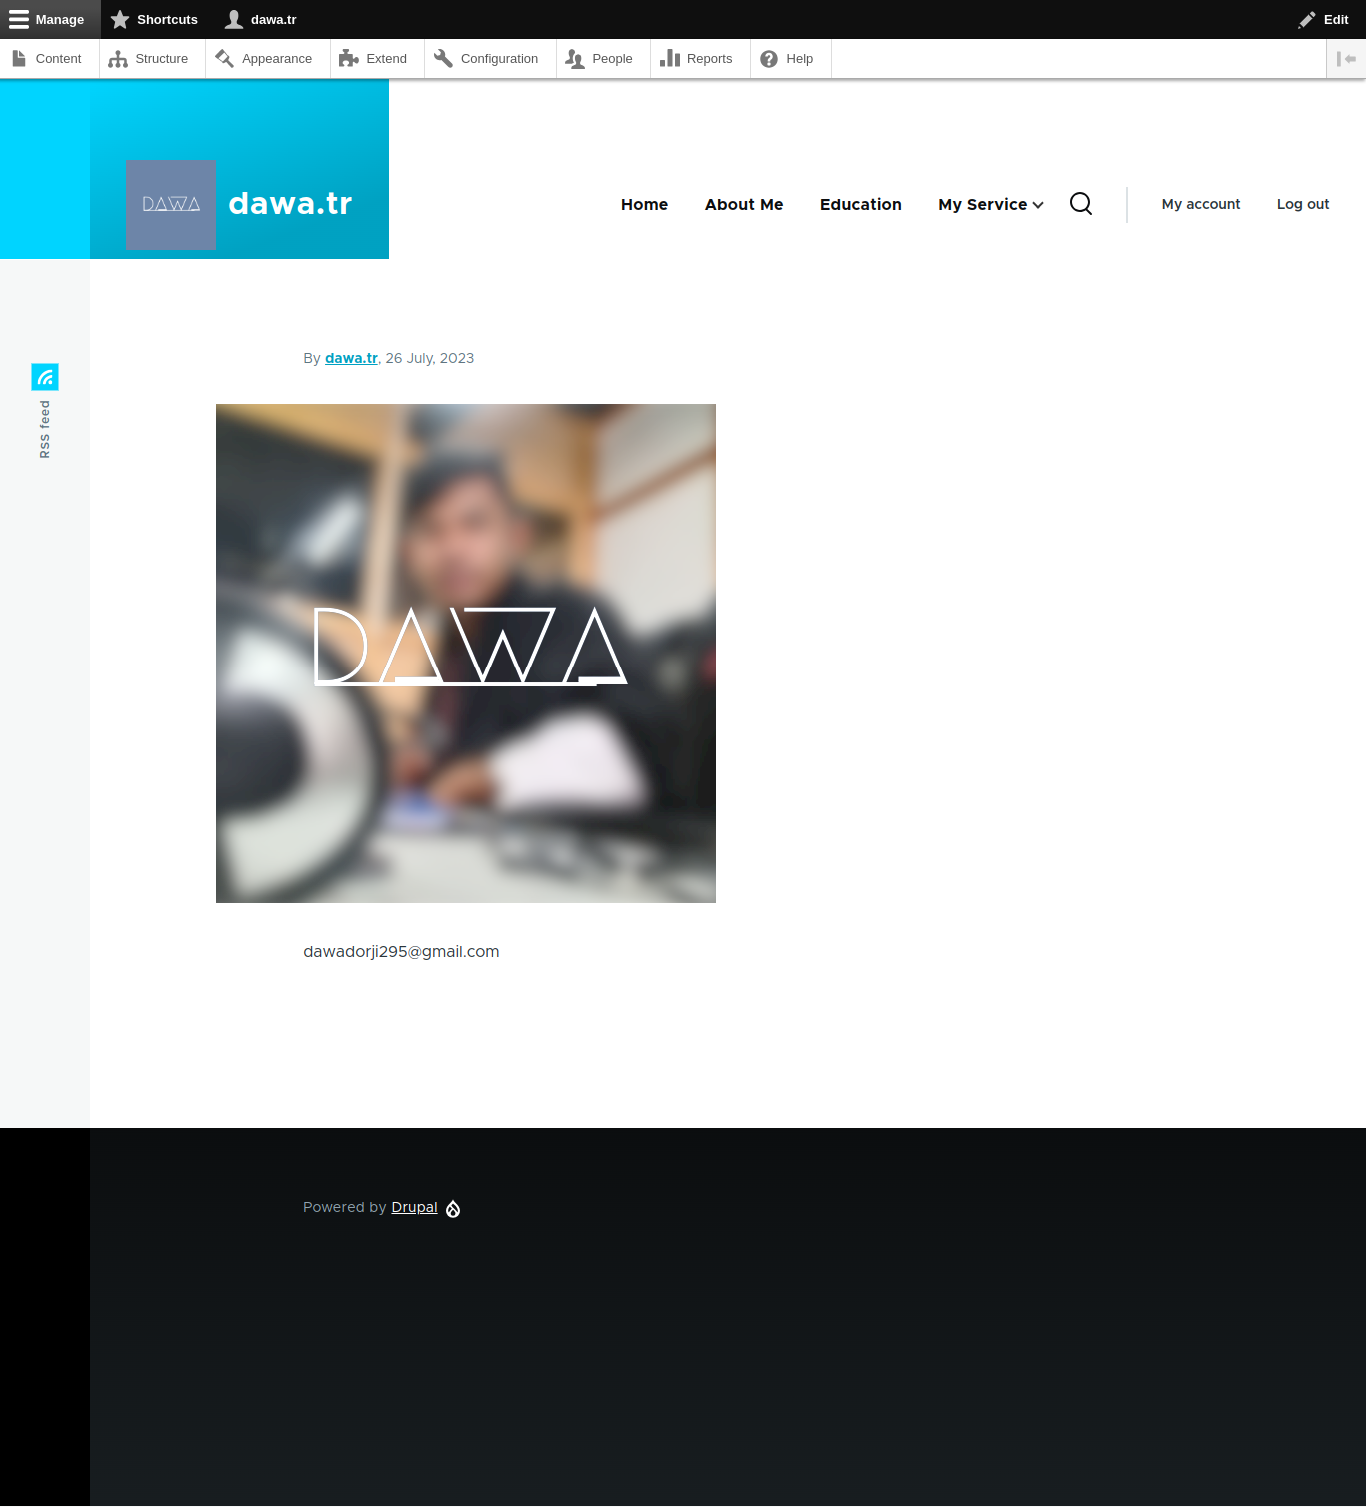 Manage Shortcuts dawa.tr Edit
Content Structure Appearance Extend Configuration People Reports Help
DAWA dawa.tr Home About Me Education My Service My account Log out
By dawa.tr, 26 July, 2023
RSS feed
DAWA
dawadorji295@gmail.com
Powered by Drupal